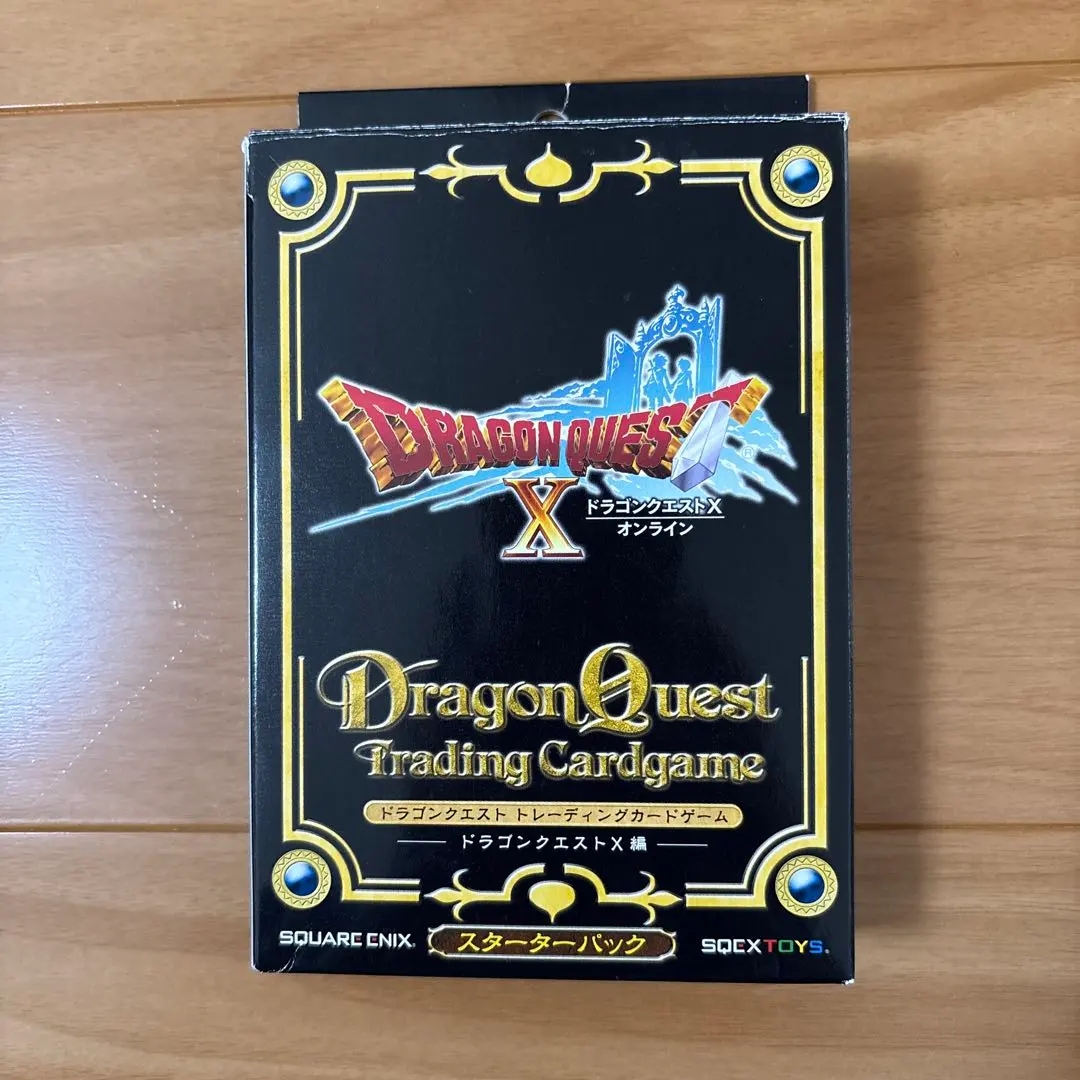 DRAGON QUEST
®
X
ドラゴンクエストX
オンライン
DragonQuest
Trading Cardgame
ドラゴンクエスト トレーディングカードゲーム
ドラゴンクエストX 編
SQUARE ENIX®
スターターパック
SQEXTOYS®